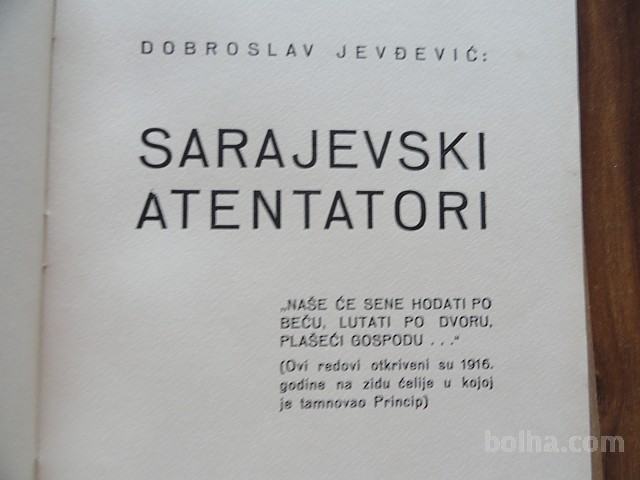 DOBROSLAV JEVĐEVIĆ:
SARAJEVSKI
ATENTATORI
„NAŠE ĆE SENE HODATI PO
BEČU, LUTATI PO DVORU,
PLAŠEĆI GOSPODU . . .“
(Ovi redovi otkriveni su 1916.
godine na zidu ćelije u kojoj
je tamnovao Princip)
bolha.com